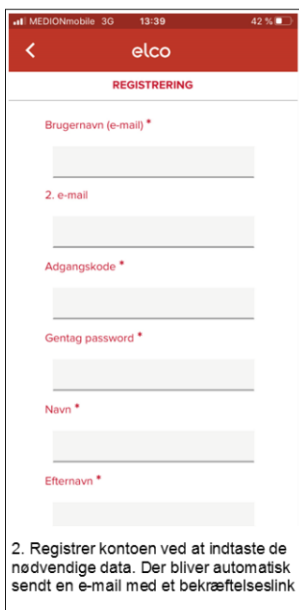 MEDIONmobile 3G 13:39 42 %
elco
REGISTRERING
Brugernavn (e-mail) *
2. e-mail
Adgangskode *
Gentag password *
Navn *
Efternavn *
2. Registrer kontoen ved at indtaste de
nødvendige data. Der bliver automatisk
sendt en e-mail med et bekræftelseslink